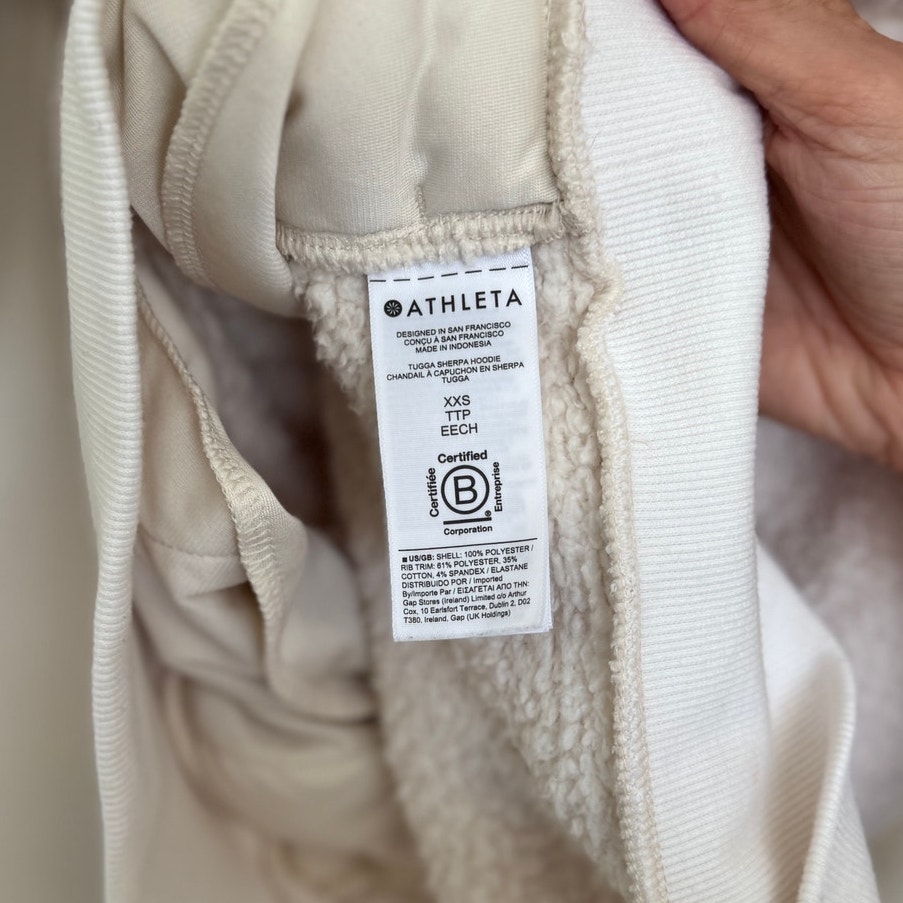 ATHLETA
DESIGNED IN SAN FRANCISCO
CONÇU À SAN FRANCISCO
MADE IN INDONESIA
TUGGA SHERPA HOODIE
CHANDAIL À CAPUCHON EN SHERPA
TUGGA
XXS
TTP
EECH
Certified
Certifiée
B
Entreprise
®
Corporation
■ US/GB: SHELL: 100% POLYESTER /
RIB TRIM: 61% POLYESTER, 35%
COTTON, 4% SPANDEX / ELASTANE
DISTRIBUIDO POR / imported
By/Importe Par / ΕΙΣΑΓΕΤΑΙ ΑΠΟ ΤΗΝ:
Gap Stores (Ireland) Limited c/o Arthur
Cox, 10 Earlsfort Terrace, Dublin 2, D02
T380, Ireland, Gap (UK Holdings)